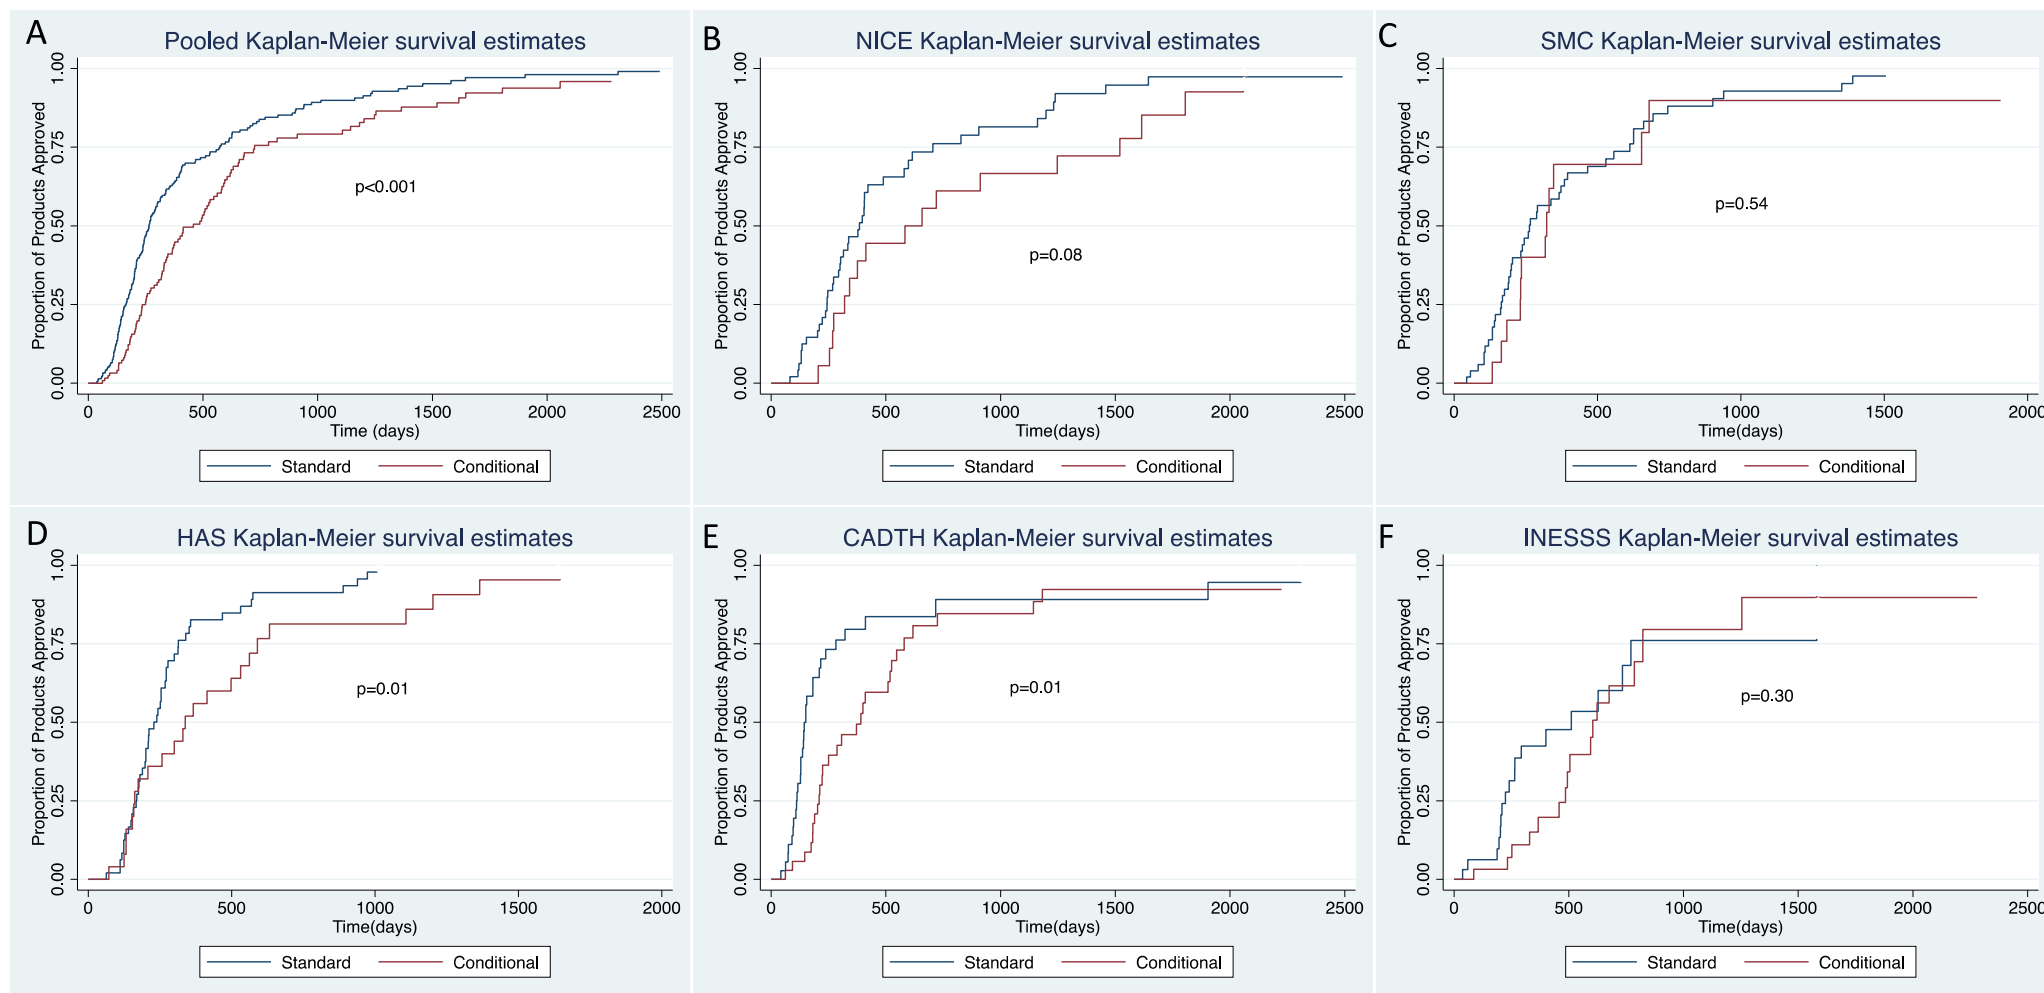 A
Pooled Kaplan-Meier survival estimates
Proportion of Products Approved
1.00
0.75
0.50
0.25
0.00
p<0.001
0 500 1000 1500 2000 2500
Time (days)
Standard Conditional
B
NICE Kaplan-Meier survival estimates
Proportion of Products Approved
1.00
0.75
0.50
0.25
0.00
p=0.08
0 500 1000 1500 2000 2500
Time(days)
Standard Conditional
C
SMC Kaplan-Meier survival estimates
Proportion of Products Approved
1.00
0.75
0.50
0.25
0.00
p=0.54
0 500 1000 1500 2000
Time(days)
Standard Conditional
D
HAS Kaplan-Meier survival estimates
Proportion of Products Approved
1.00
0.75
0.50
0.25
0.00
p=0.01
0 500 1000 1500 2000
Time(days)
Standard Conditional
E
CADTH Kaplan-Meier survival estimates
Proportion of Products Approved
1.00
0.75
0.50
0.25
0.00
p=0.01
0 500 1000 1500 2000 2500
Time(days)
Standard Conditional
F
INESSS Kaplan-Meier survival estimates
Proportion of Products Approved
1.00
0.75
0.50
0.25
0.00
p=0.30
0 500 1000 1500 2000 2500
Time(days)
Standard Conditional